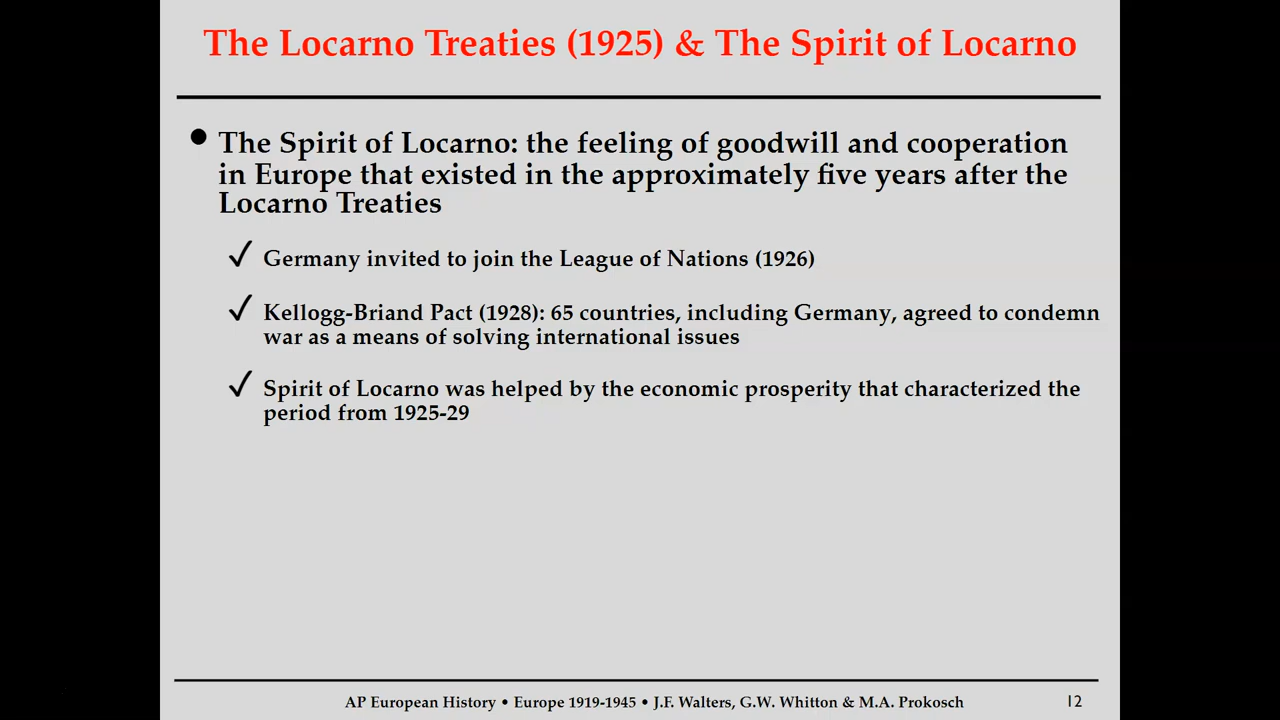 The Locarno Treaties (1925) & The Spirit of Locarno
• The Spirit of Locarno: the feeling of goodwill and cooperation
in Europe that existed in the approximately five years after the
Locarno Treaties
✓ Germany invited to join the League of Nations (1926)
✓ Kellogg-Briand Pact (1928): 65 countries, including Germany, agreed to condemn
war as a means of solving international issues
✓ Spirit of Locarno was helped by the economic prosperity that characterized the
period from 1925-29
AP European History • Europe 1919-1945 • J.F. Walters, G.W. Whitton & M.A. Prokosch
12